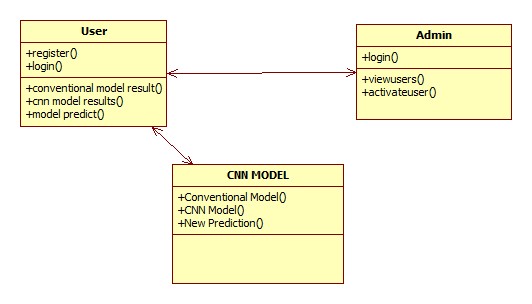 User
+register()
+login()
+conventional model result()
+cnn model results()
+model predict()
Admin
+login()
+viewusers()
+activateuser()
CNN MODEL
+Conventional Model()
+CNN Model()
+New Prediction()